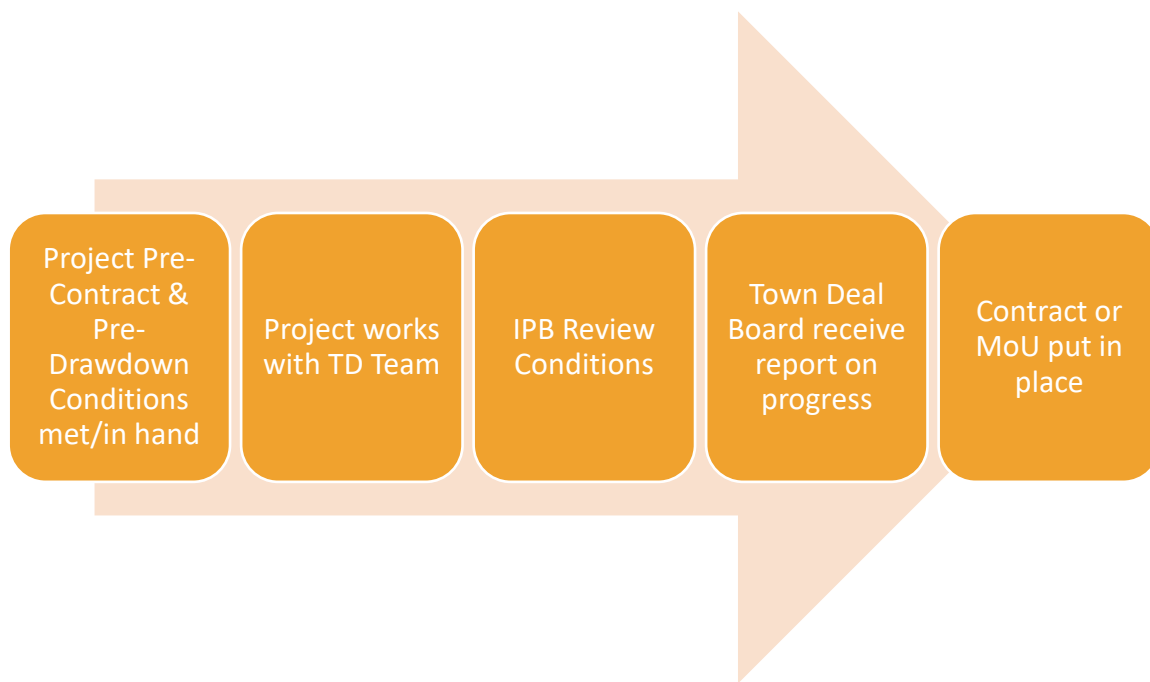 Project Pre-
Contract &
Pre-
Drawdown
Conditions
met/in hand
Project works
with TD Team
IPB Review
Conditions
Town Deal
Board receive
report on
progress
Contract or
MoU put in
place